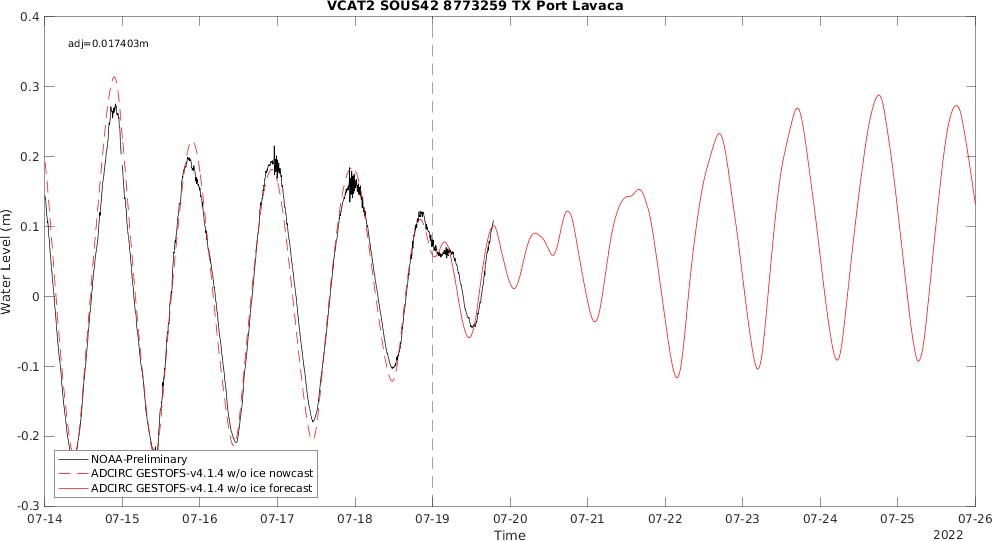 VCAT2 SOUS42 8773259 TX Port Lavaca
adj=0.017403m
Water Level (m)
0.4
0.3
0.2
0.1
0
-0.1
-0.2
-0.3
NOAA-Preliminary
ADCIRC GESTOFS-v4.1.4 w/o ice nowcast
ADCIRC GESTOFS-v4.1.4 w/o ice forecast
07-14 07-15 07-16 07-17 07-18 07-19 07-20 07-21 07-22 07-23 07-24 07-25 07-26
Time
2022